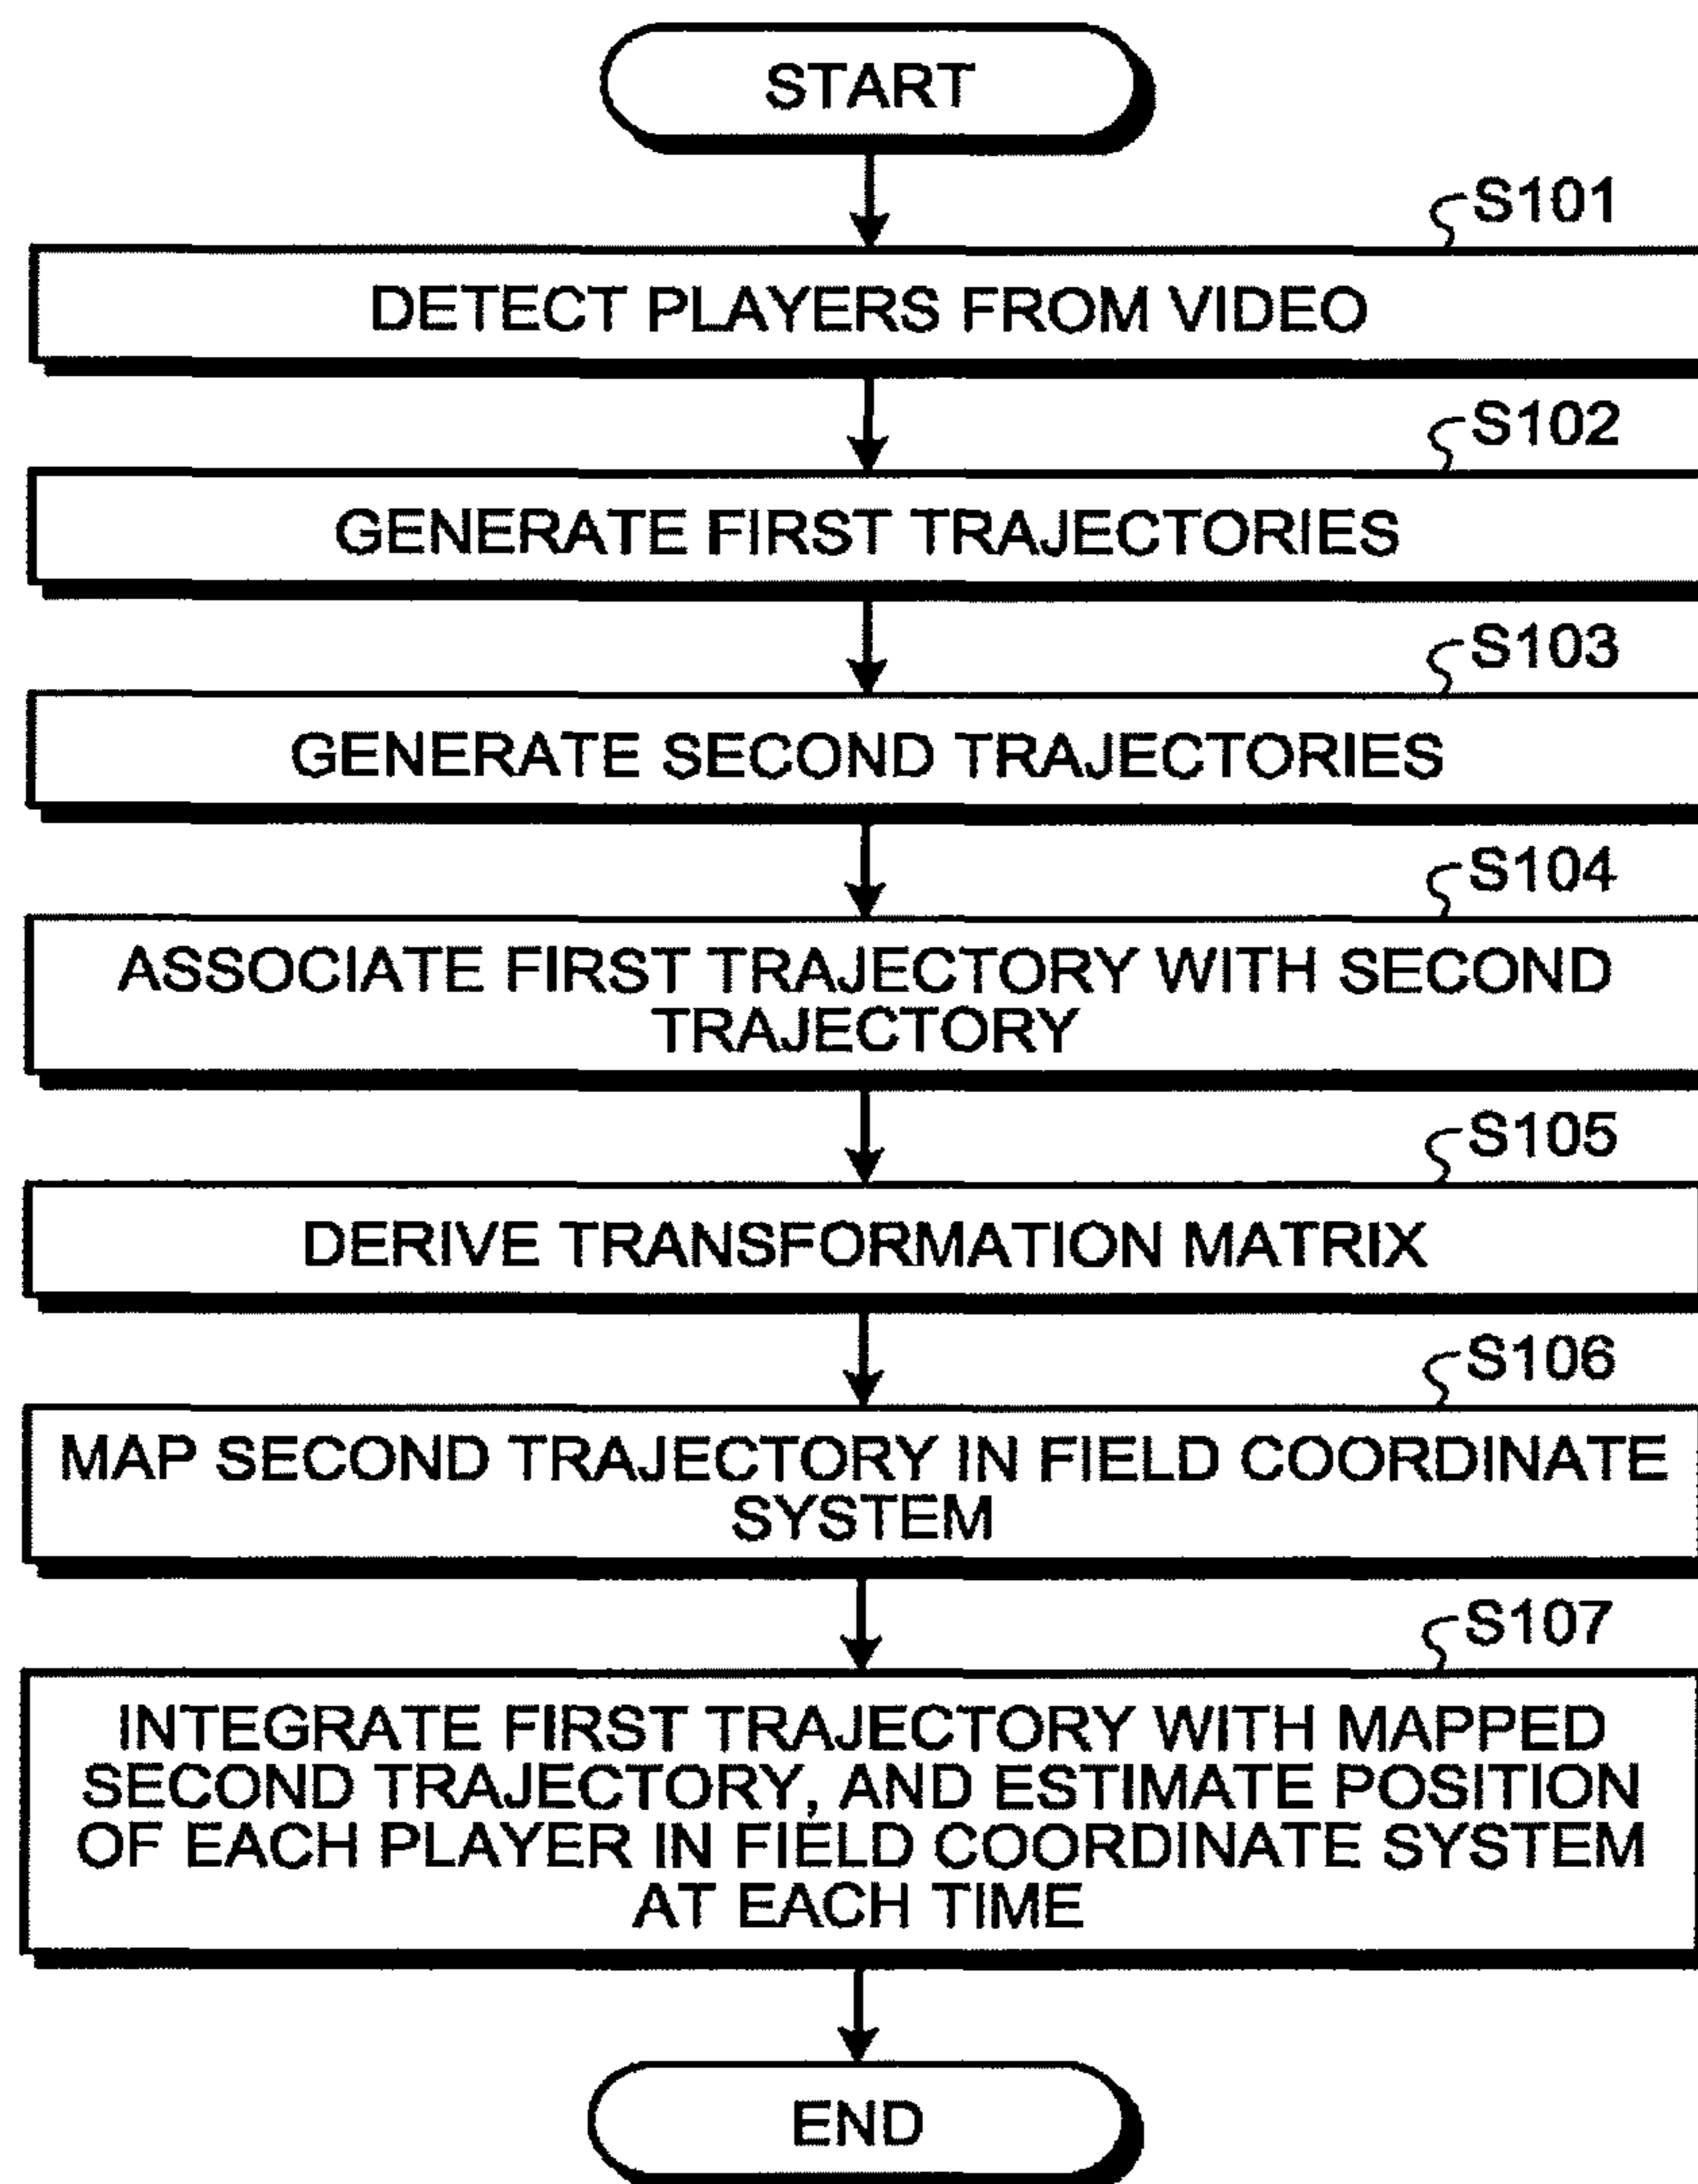 START
S101
DETECT PLAYERS FROM VIDEO
S102
GENERATE FIRST TRAJECTORIES
S103
GENERATE SECOND TRAJECTORIES
S104
ASSOCIATE FIRST TRAJECTORY WITH SECOND
TRAJECTORY
S105
DERIVE TRANSFORMATION MATRIX
S106
MAP SECOND TRAJECTORY IN FIELD COORDINATE
SYSTEM
S107
INTEGRATE FIRST TRAJECTORY WITH MAPPED
SECOND TRAJECTORY, AND ESTIMATE POSITION
OF EACH PLAYER IN FIELD COORDINATE SYSTEM
AT EACH TIME
END